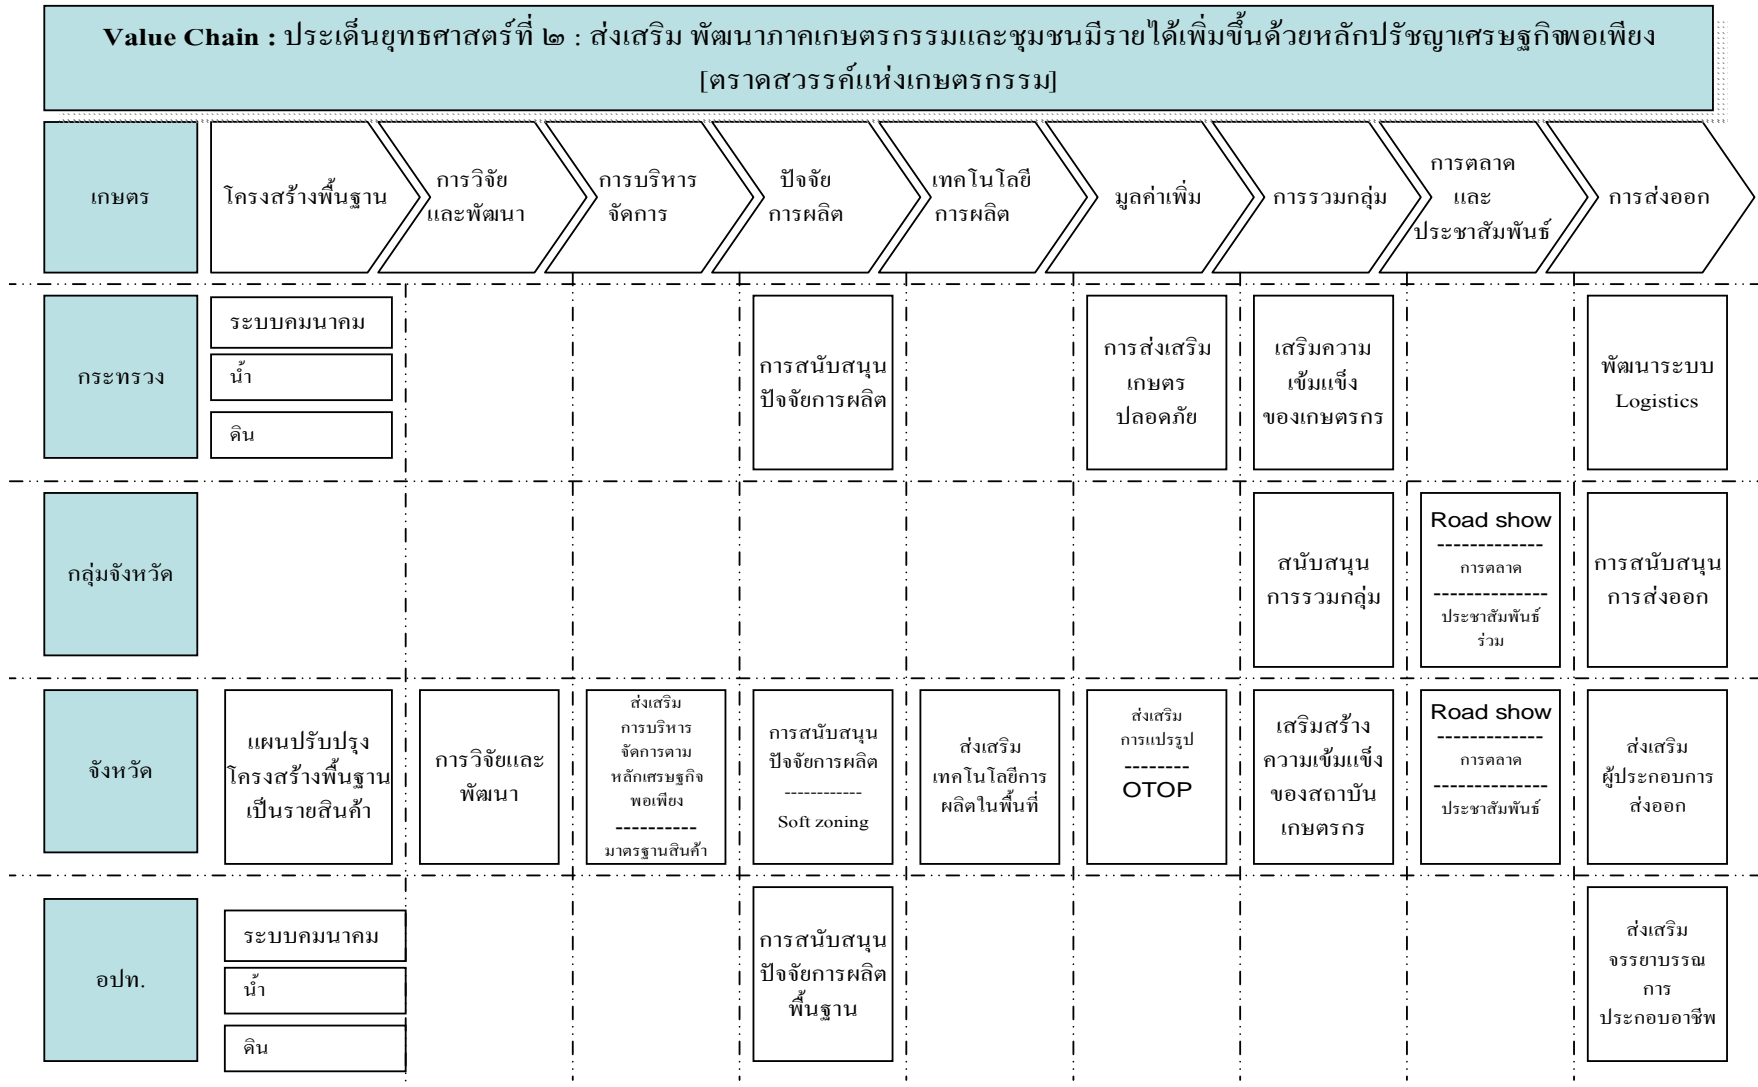 Value Chain : ประเด็นยุทธศาสตร์ที่ ๒ : ส่งเสริม พัฒนาภาคเกษตรกรรมและชุมชนมีรายได้เพิ่มขึ้นด้วยหลักปรัชญาเศรษฐกิจพอเพียง
[ตราดสวรรค์แห่งเกษตรกรรม]
เกษตร
โครงสร้างพื้นฐาน
การวิจัย
และพัฒนา
การบริหาร
จัดการ
ปัจจัย
การผลิต
เทคโนโลยี
การผลิต
มูลค่าเพิ่ม
การรวมกลุ่ม
การตลาด
และ
ประชาสัมพันธ์
การส่งออก
กระทรวง
ระบบคมนาคม
น้ำ
ดิน
การสนับสนุน
ปัจจัยการผลิต
การส่งเสริม
เกษตร
ปลอดภัย
เสริมความ
เข้มแข็ง
ของเกษตรกร
พัฒนาระบบ
Logistics
กลุ่มจังหวัด
สนับสนุน
การรวมกลุ่ม
Road show
-------------
การตลาด
---------------
ประชาสัมพันธ์
ร่วม
การสนับสนุน
การส่งออก
จังหวัด
แผนปรับปรุง
โครงสร้างพื้นฐาน
เป็นรายสินค้า
การวิจัยและ
พัฒนา
ส่งเสริม
การบริหาร
จัดการตาม
หลักเศรษฐกิจ
พอเพียง
-----------
มาตรฐานสินค้า
การสนับสนุน
ปัจจัยการผลิต
------------
Soft zoning
ส่งเสริม
เทคโนโลยีการ
ผลิตในพื้นที่
ส่งเสริม
การแปรรูป
--------
OTOP
เสริมสร้าง
ความเข้มแข็ง
ของสถาบัน
เกษตรกร
Road show
-------------
การตลาด
---------------
ประชาสัมพันธ์
ส่งเสริม
ผู้ประกอบการ
ส่งออก
อปท.
ระบบคมนาคม
น้ำ
ดิน
การสนับสนุน
ปัจจัยการผลิต
พื้นฐาน
ส่งเสริม
จรรยาบรรณ
การ
ประกอบอาชีพ